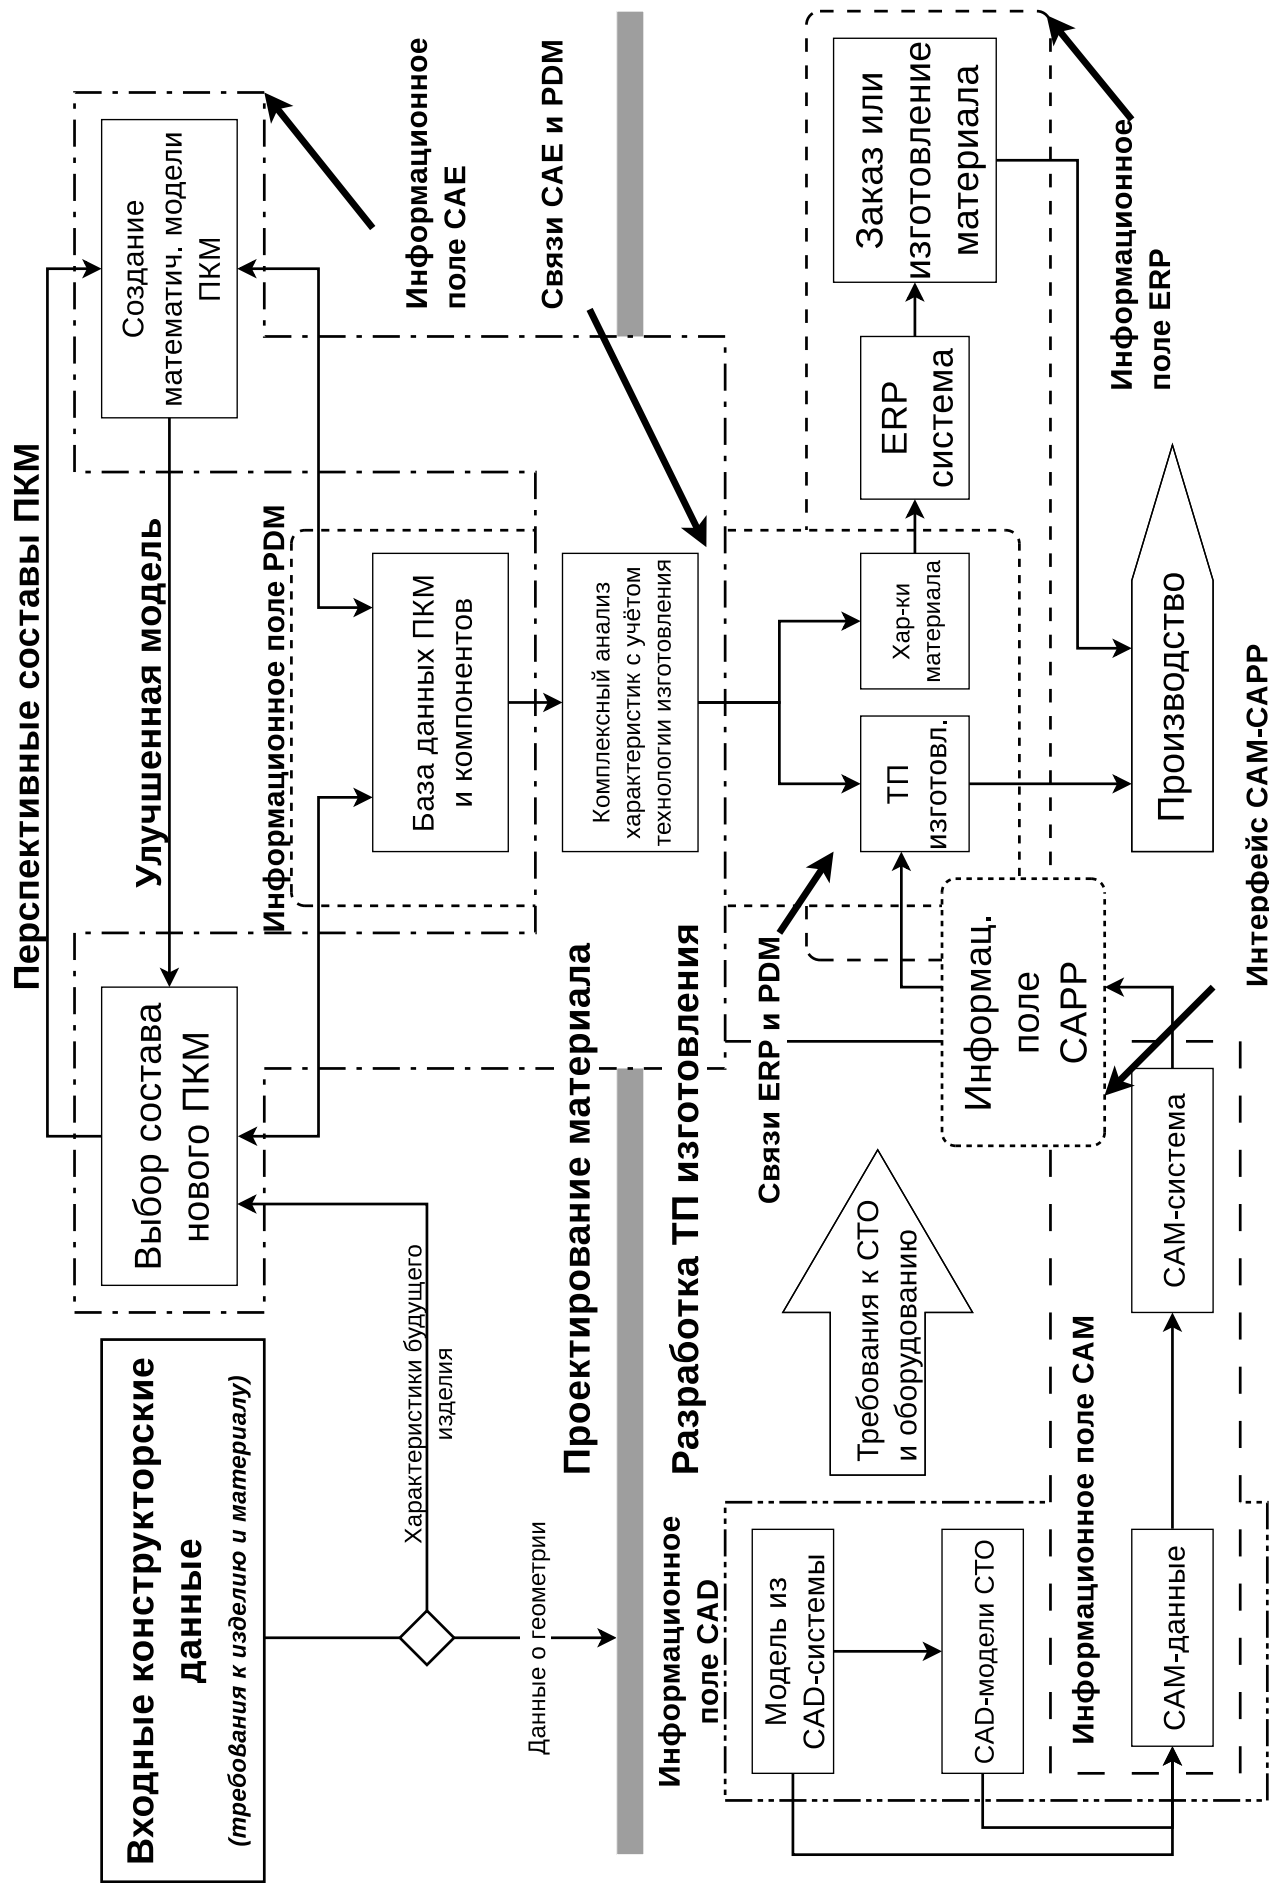 Входные конструкторские
данные
(требования к изделию и материалу)
Перспективные составы ПКМ
Выбор состава
нового ПКМ
Улучшенная модель
Создание
математич. модели
ПКМ
Информационное
поле CAE
Характеристики будущего
изделия
Данные о геометрии
Информационное поле PDM
База данных ПКМ
и компонентов
Связи CAE и PDM
Комплексный анализ
характеристик с учётом
технологии изготовления
Проектирование материала
Разработка ТП изготовления
Информационное
поле CAD
Модель из
CAD-системы
CAD-модели СТО
Требования к СТО
и оборудованию
Связи ERP и PDM
ТП
изготовл.
Хар-ки
материала
ERP
система
Заказ или
изготовление
материала
Информационное
поле ERP
Информац.
поле
CAPP
Информационное поле CAM
CAM-данные
CAM-система
Производство
Интерфейс CAM-CAPP